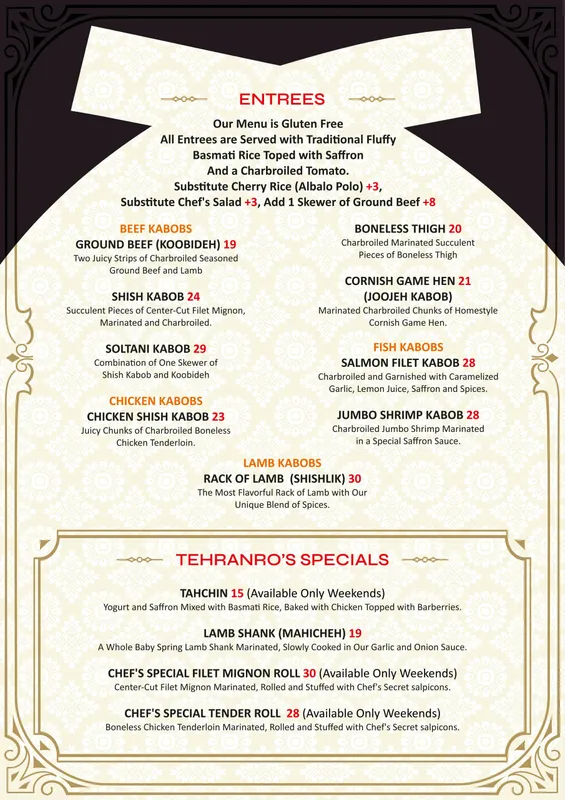 ENTREES
Our Menu is Gluten Free
All Entrees are Served with Traditional Fluffy
Basmati Rice Toped with Saffron
And a Charbroiled Tomato.
Substitute Cherry Rice (Albalo Polo) +3,
Substitute Chef's Salad +3, Add 1 Skewer of Ground Beef +8
BEEF KABOBS
GROUND BEEF (KOOBIDEH) 19
Two Juicy Strips of Charbroiled Seasoned
Ground Beef and Lamb
SHISH KABOB 24
Succulent Pieces of Center-Cut Filet Mignon,
Marinated and Charbroiled.
SOLTANI KABOB 29
Combination of One Skewer of
Shish Kabob and Koobideh
CHICKEN KABOBS
CHICKEN SHISH KABOB 23
Juicy Chunks of Charbroiled Boneless
Chicken Tenderloin.
BONELESS THIGH 20
Charbroiled Marinated Succulent
Pieces of Boneless Thigh
CORNISH GAME HEN 21
(JOOJEH KABOB)
Marinated Charbroiled Chunks of Homestyle
Cornish Game Hen.
FISH KABOBS
SALMON FILET KABOB 28
Charbroiled and Garnished with Caramelized
Garlic, Lemon Juice, Saffron and Spices.
JUMBO SHRIMP KABOB 28
Charbroiled Jumbo Shrimp Marinated
in a Special Saffron Sauce.
LAMB KABOBS
RACK OF LAMB (SHISHLIK) 30
The Most Flavorful Rack of Lamb with Our
Unique Blend of Spices.
TEHRANRO'S SPECIALS
TAHCHIN 15 (Available Only Weekends)
Yogurt and Saffron Mixed with Basmati Rice, Baked with Chicken Topped with Barberries.
LAMB SHANK (MAHICHEH) 19
A Whole Baby Spring Lamb Shank Marinated, Slowly Cooked in Our Garlic and Onion Sauce.
CHEF'S SPECIAL FILET MIGNON ROLL 30 (Available Only Weekends)
Center-Cut Filet Mignon Marinated, Rolled and Stuffed with Chef's Secret salpicons.
CHEF'S SPECIAL TENDER ROLL 28 (Available Only Weekends)
Boneless Chicken Tenderloin Marinated, Rolled and Stuffed with Chef's Secret salpicons.